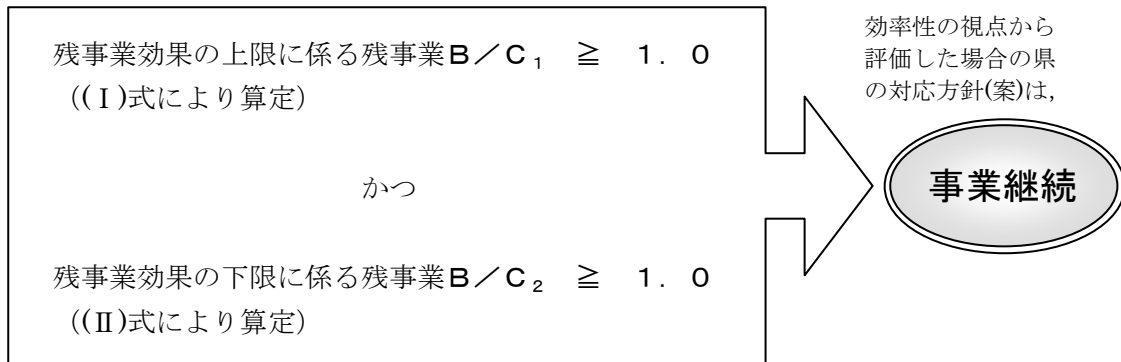 残事業効果の上限に係る残事業Ｂ／Ｃ₁　≧　１．０
（(Ⅰ)式により算定）
かつ
残事業効果の下限に係る残事業Ｂ／Ｃ₂　≧　１．０
（(Ⅱ)式により算定）
効率性の視点から
評価した場合の県
の対応方針(案)は，
事業継続